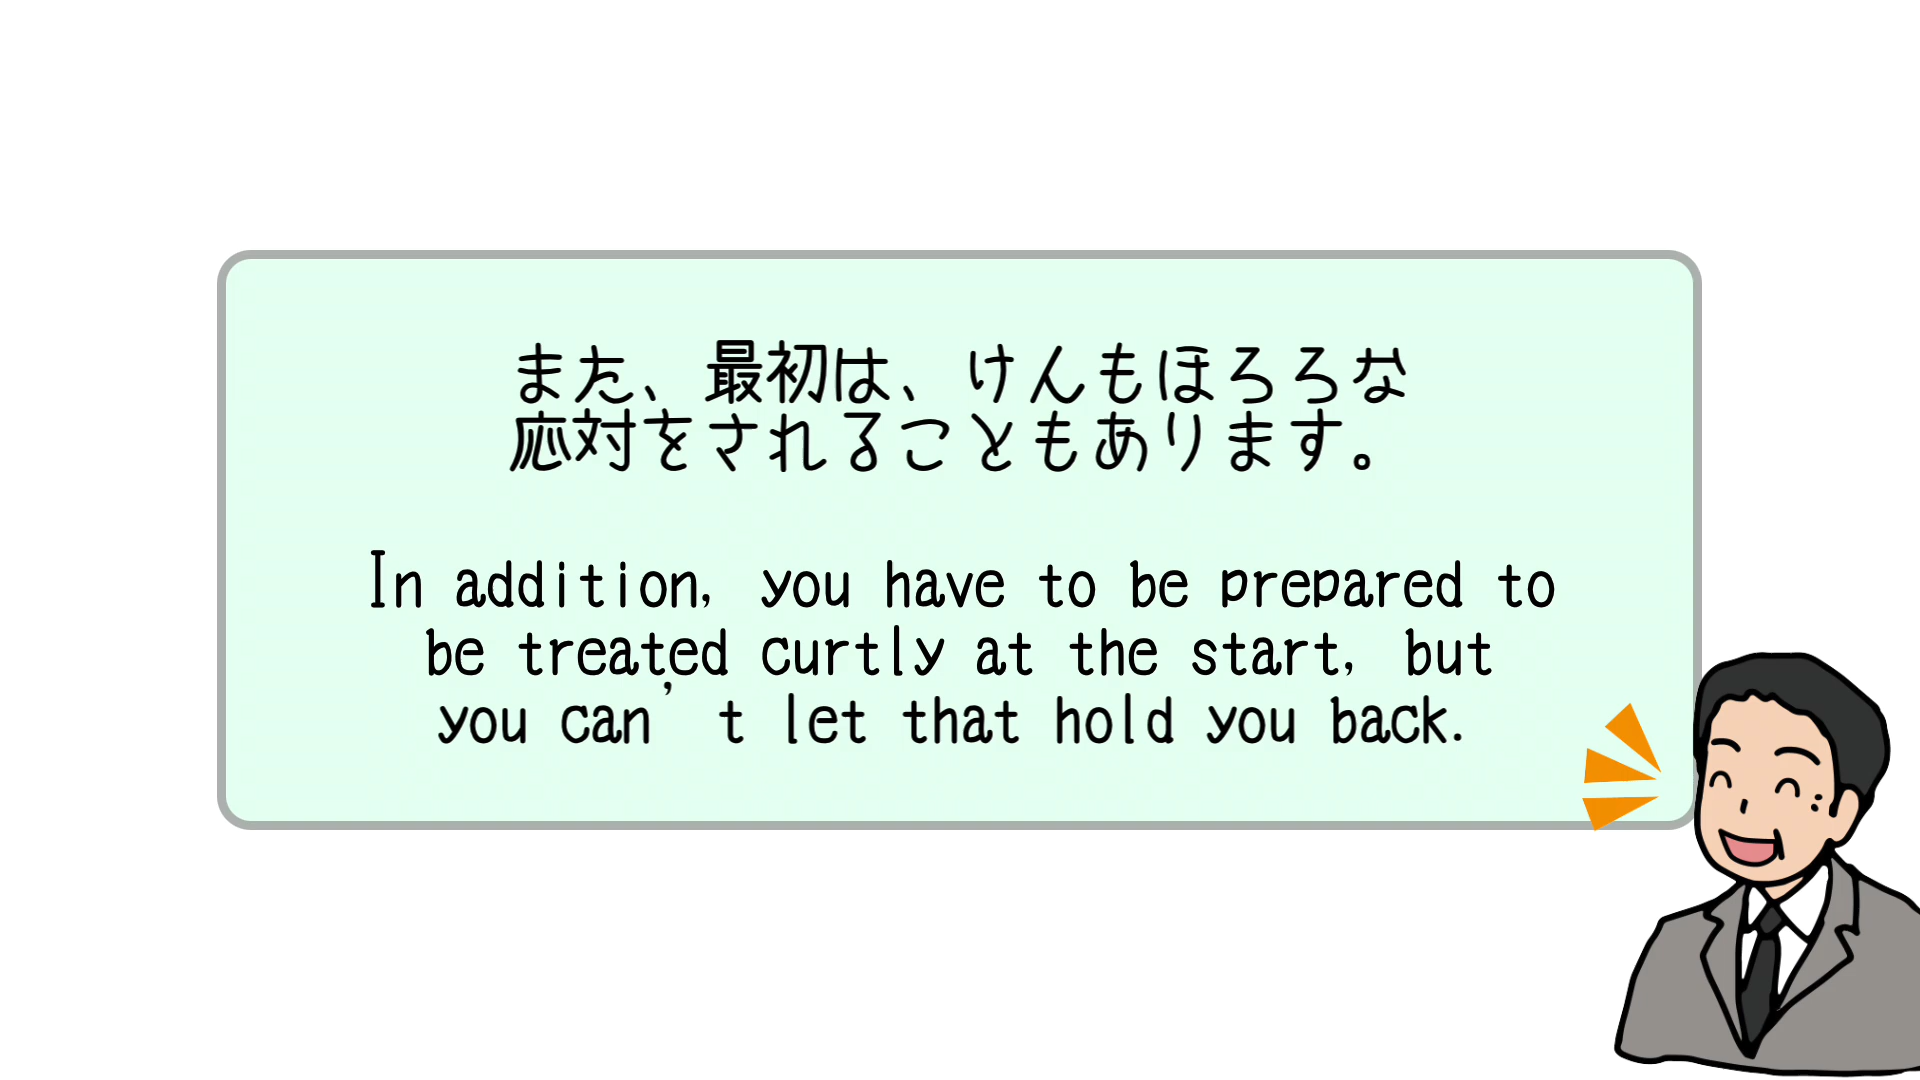 また、最初は、けんもほろろな
応対をされることもあります。
In addition, you have to be prepared to
be treated curtly at the start, but
you can’t let that hold you back.